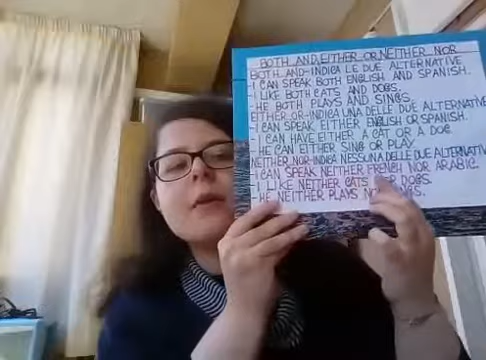 BOTH AND, EITHER OR, NEITHER NOR
BOTH AND-INDICA LE DUE ALTERNATIVE.
-I CAN SPEAK BOTH ENGLISH AND SPANISH.
-I LIKE BOTH CATS AND DOGS.
-HE BOTH PLAYS AND SINGS
EITHER OR-INDICA UNA DELLE DUE ALTERNATIVE
-I CAN SPEAK EITHER ENGLISH OR SPANISH.
-I CAN HAVE EITHER A CAT OR A DOG
-HE CAN EITHER SING OR PLAY.
NEITHER NOR-INDICA NESSUNA DELLE DUE ALTERNATIVE
-I CAN SPEAK NEITHER FRENCH NOR ARABIC.
-I LIKE NEITHER CATS DOGS.
-HE NEITHER PLAYS